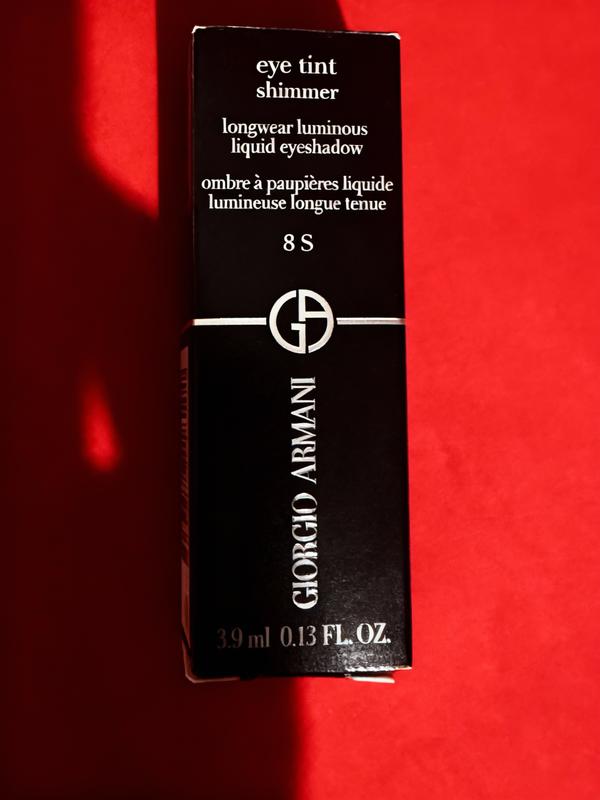 eye tint
shimmer
longwear luminous
liquid eyeshadow
ombre à paupières liquide
lumineuse longue tenue
8 S
GA
GIORGIO ARMANI
3.9 ml 0.13 FL. OZ.